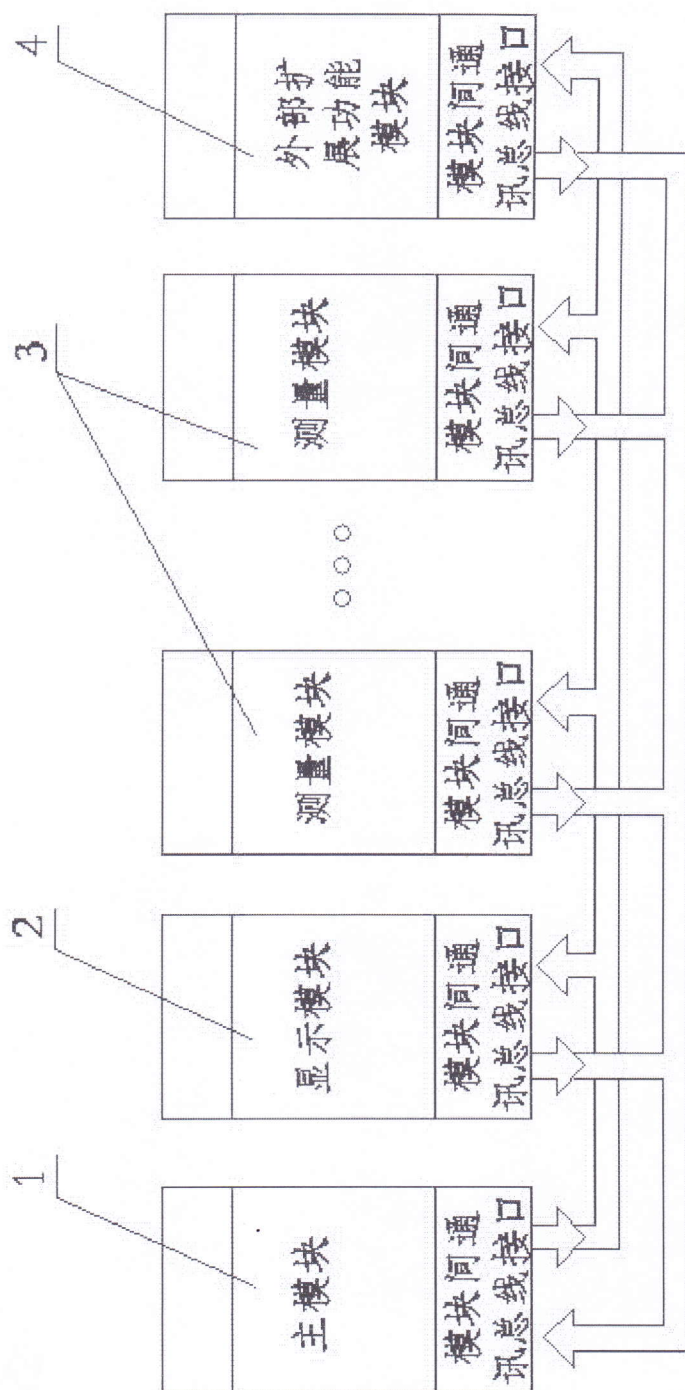 1
2
3
4
主模块
模块间通
讯总线接口
显示模块
模块间通
讯总线接口
测量模块
模块间通
讯总线接口
测量模块
模块间通
讯总线接口
外部扩
展功能
模块
模块间通
讯总线接口